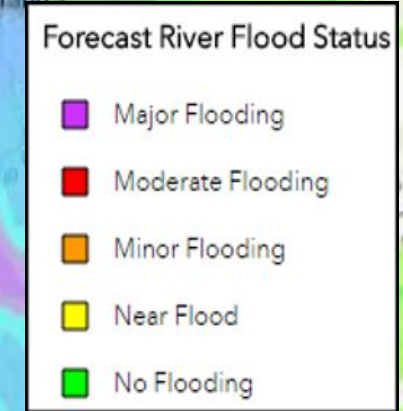 Forecast River Flood Status
Major Flooding
Moderate Flooding
Minor Flooding
Near Flood
No Flooding